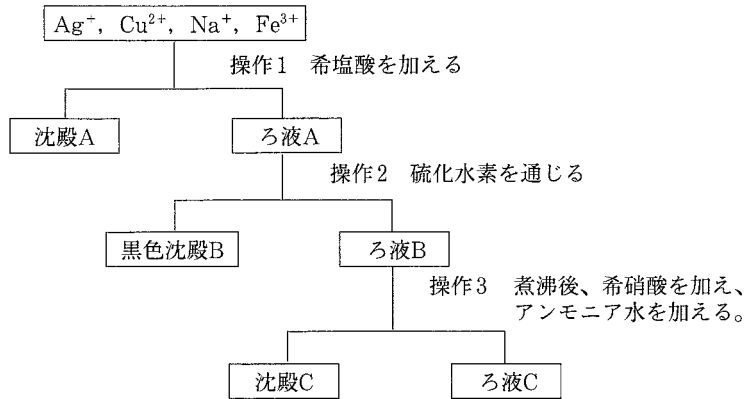 Ag⁺, Cu²⁺, Na⁺, Fe³⁺
操作1 希塩酸を加える
沈殿A
ろ液A
操作2 硫化水素を通じる
黒色沈殿B
ろ液B
操作3 煮沸後、希硝酸を加え、
アンモニア水を加える。
沈殿C
ろ液C